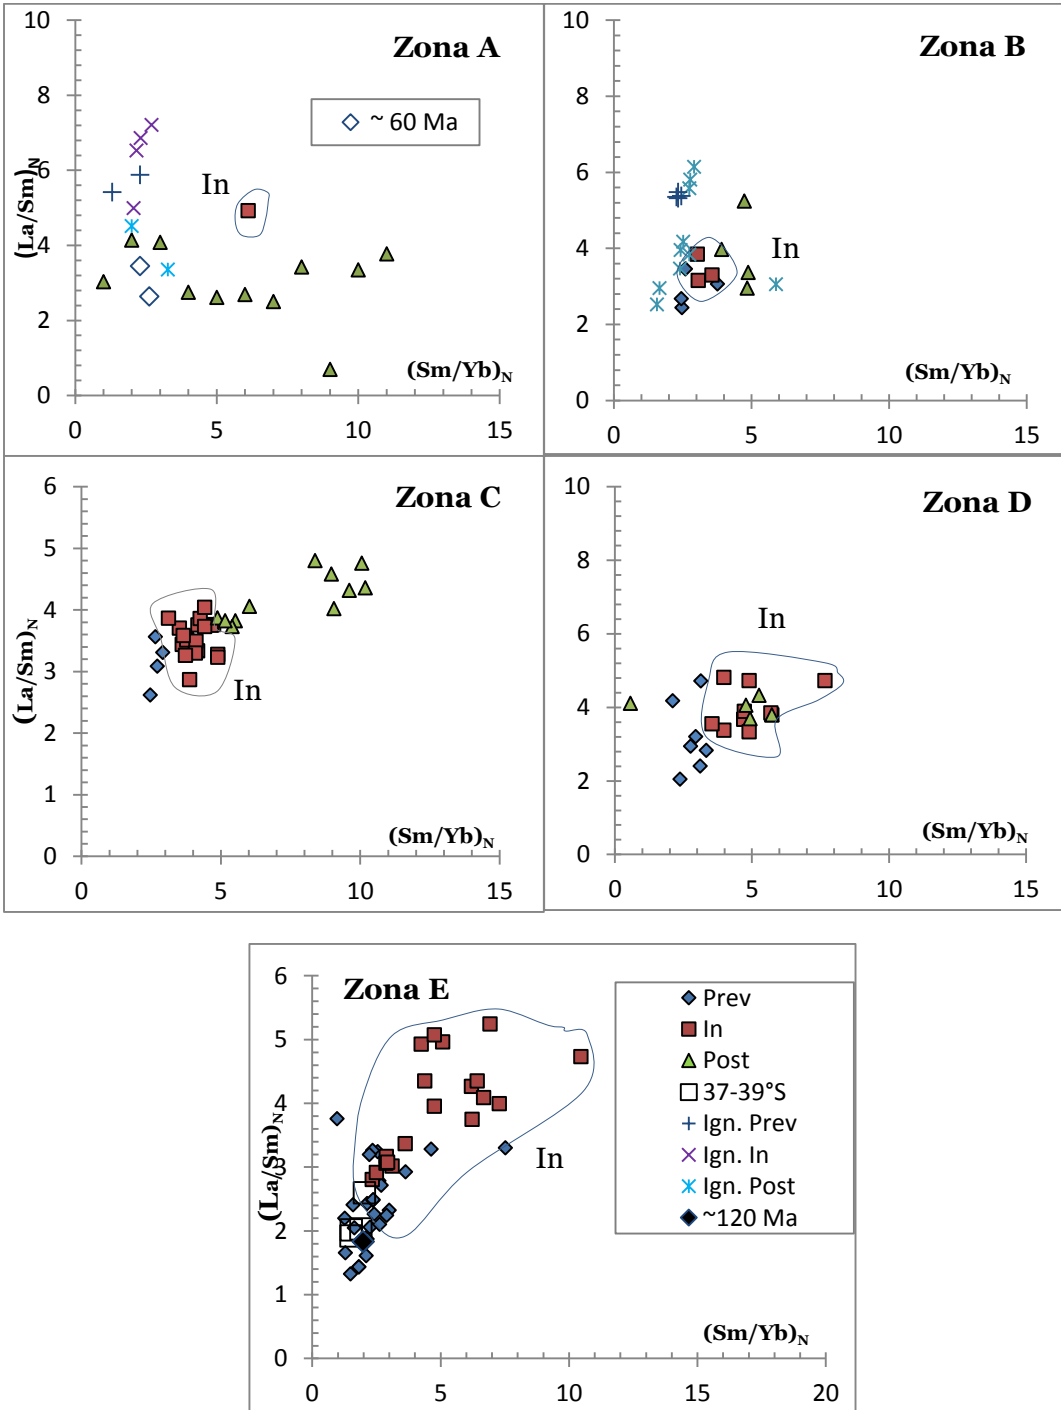 Zona A
10
8
6
4
2
0
(La/Sm)N
~ 60 Ma
In
(Sm/Yb)N
0 5 10 15
Zona B
10
8
6
4
2
0
In
(Sm/Yb)N
0 5 10 15
Zona C
6
5
4
3
2
1
0
(La/Sm)N
In
(Sm/Yb)N
0 5 10 15
Zona D
10
8
6
4
2
0
In
(Sm/Yb)N
0 5 10 15
Zona E
6
5
4
3
2
1
0
(La/Sm)N
In
Prev
In
Post
37-39°S
Ign. Prev
Ign. In
Ign. Post
~120 Ma
(Sm/Yb)N
0 5 10 15 20